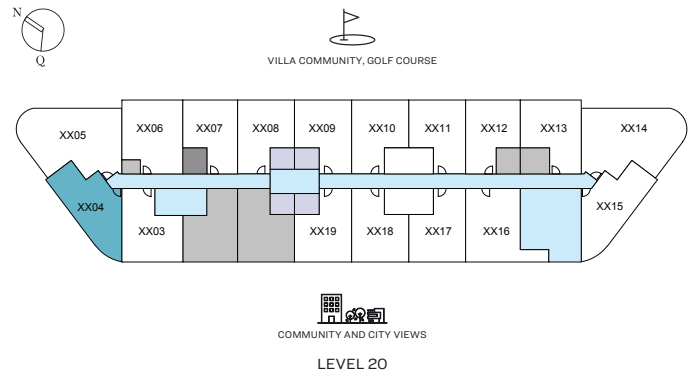 N
Q
VILLA COMMUNITY, GOLF COURSE
XX05 XX06 XX07 XX08 XX09 XX10 XX11 XX12 XX13 XX14
XX04 XX15
XX03 XX19 XX18 XX17 XX16
COMMUNITY AND CITY VIEWS
LEVEL 20